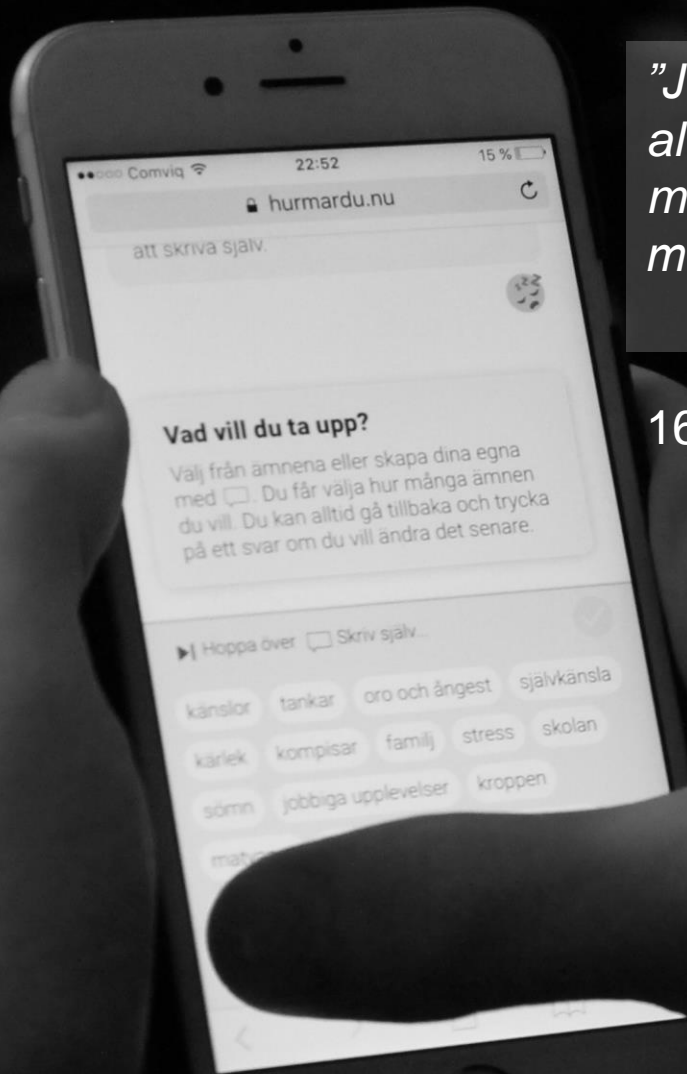 Comviq 22:52 15 %
hurmardu.nu
att skriva själv.
Vad vill du ta upp?
Välj från ämnena eller skapa dina egna
med . Du får välja hur många ämnen
du vill. Du kan alltid gå tillbaka och trycka
på ett svar om du vill ändra det senare.
Hoppa över Skriv själv...
känslor tankar oro och ångest självkänsla
kärlek kompisar familj stress skolan
sömn jobbiga upplevelser kroppen
"J
al
m
m
16